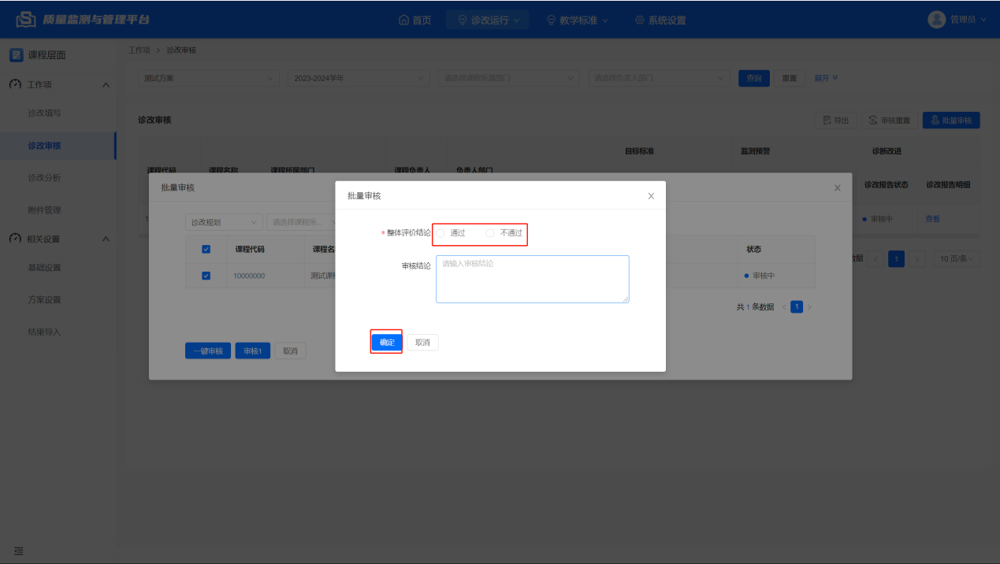 质量监测与管理平台 首页 诊改运行 教学标准 系统设置 管理员
课程层面
工作项 > 诊改审核
工作项
测试方案 2023-2024学年 请选择课程所属部门 请选择负责人部门 查询 重置 展开
诊改填写
诊改审核
诊改分析
附件管理
相关设置
基础设置
方案设置
结果导入
诊改审核 导出 审核重置 批量审核
目标标准 监测预警 诊断改进
课程代码 课程名称 课程所属部门 课程负责人 负责人部门
诊改报告状态 诊改报告明细
审核中 查看
数据 < 1 > 10 页/条
批量审核
诊改规划 请选择课程所...
课程代码 课程名 状态
10000000 测试课程 审核中
共 1 条数据 < 1 >
一键审核 审核1 取消
批量审核
* 整体评价结论 通过 不通过
审核结论 请输入审核结论
确定 取消